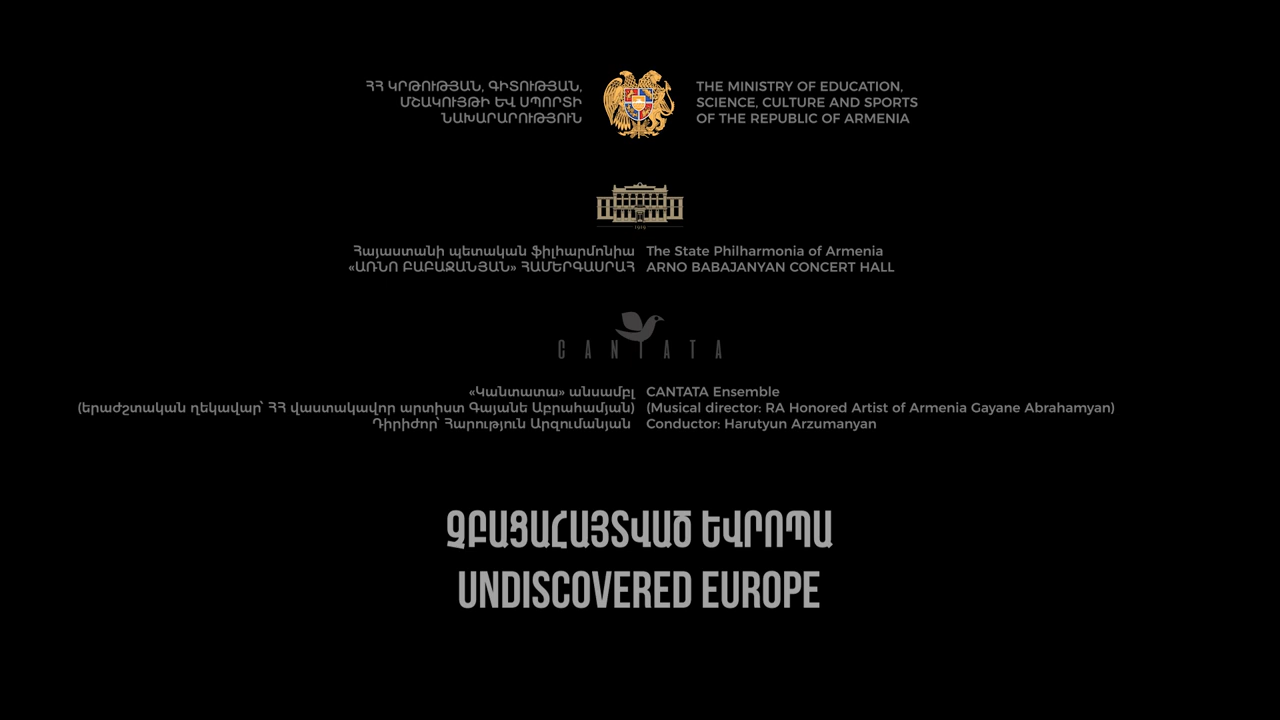 ՀՀ ԿՐԹՈՒԹՅԱՆ, ԳԻՏՈՒԹՅԱՆ,
ՄՇԱԿՈՒՅԹԻ ԵՎ ՍՊՈՐՏԻ
ՆԱԽԱՐԱՐՈՒԹՅՈՒՆ
THE MINISTRY OF EDUCATION,
SCIENCE, CULTURE AND SPORTS
OF THE REPUBLIC OF ARMENIA
1919
Հայաստանի պետական ֆիլհարմոնիա
«ԱՌՆՈ ԲԱԲԱՋԱՆՅԱՆ» ՀԱՄԵՐԳԱՍՐԱՀ
The State Philharmonia of Armenia
ARNO BABAJANYAN CONCERT HALL
CANTATA
«Կանտատա» անսամբլ
(երաժշտական ղեկավար՝ ՀՀ վաստակավոր արտիստ Գայանե Աբրահամյան)
Դիրիժոր՝ Հարություն Արզումանյան
CANTATA Ensemble
(Musical director: RA Honored Artist of Armenia Gayane Abrahamyan)
Conductor: Harutyun Arzumanyan
ՉԲԱՑԱՀԱՅՏՎԱԾ ԵՎՐՈՊԱ
UNDISCOVERED EUROPE